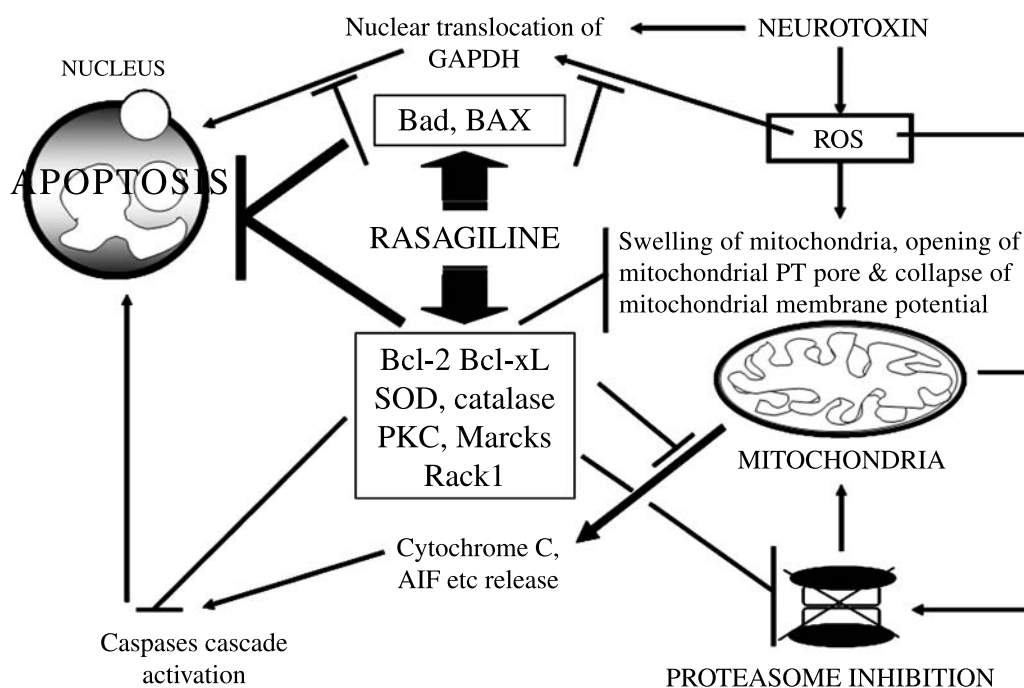 Nuclear translocation of
GAPDH
NEUROTOXIN
NUCLEUS
Bad, BAX
ROS
APOPTOSIS
RASAGILINE
Swelling of mitochondria, opening of
mitochondrial PT pore & collapse of
mitochondrial membrane potential
Bcl-2 Bcl-xL
SOD, catalase
PKC, Marcks
Rack1
MITOCHONDRIA
Cytochrome C,
AIF etc release
Caspases cascade
activation
PROTEASOME INHIBITION